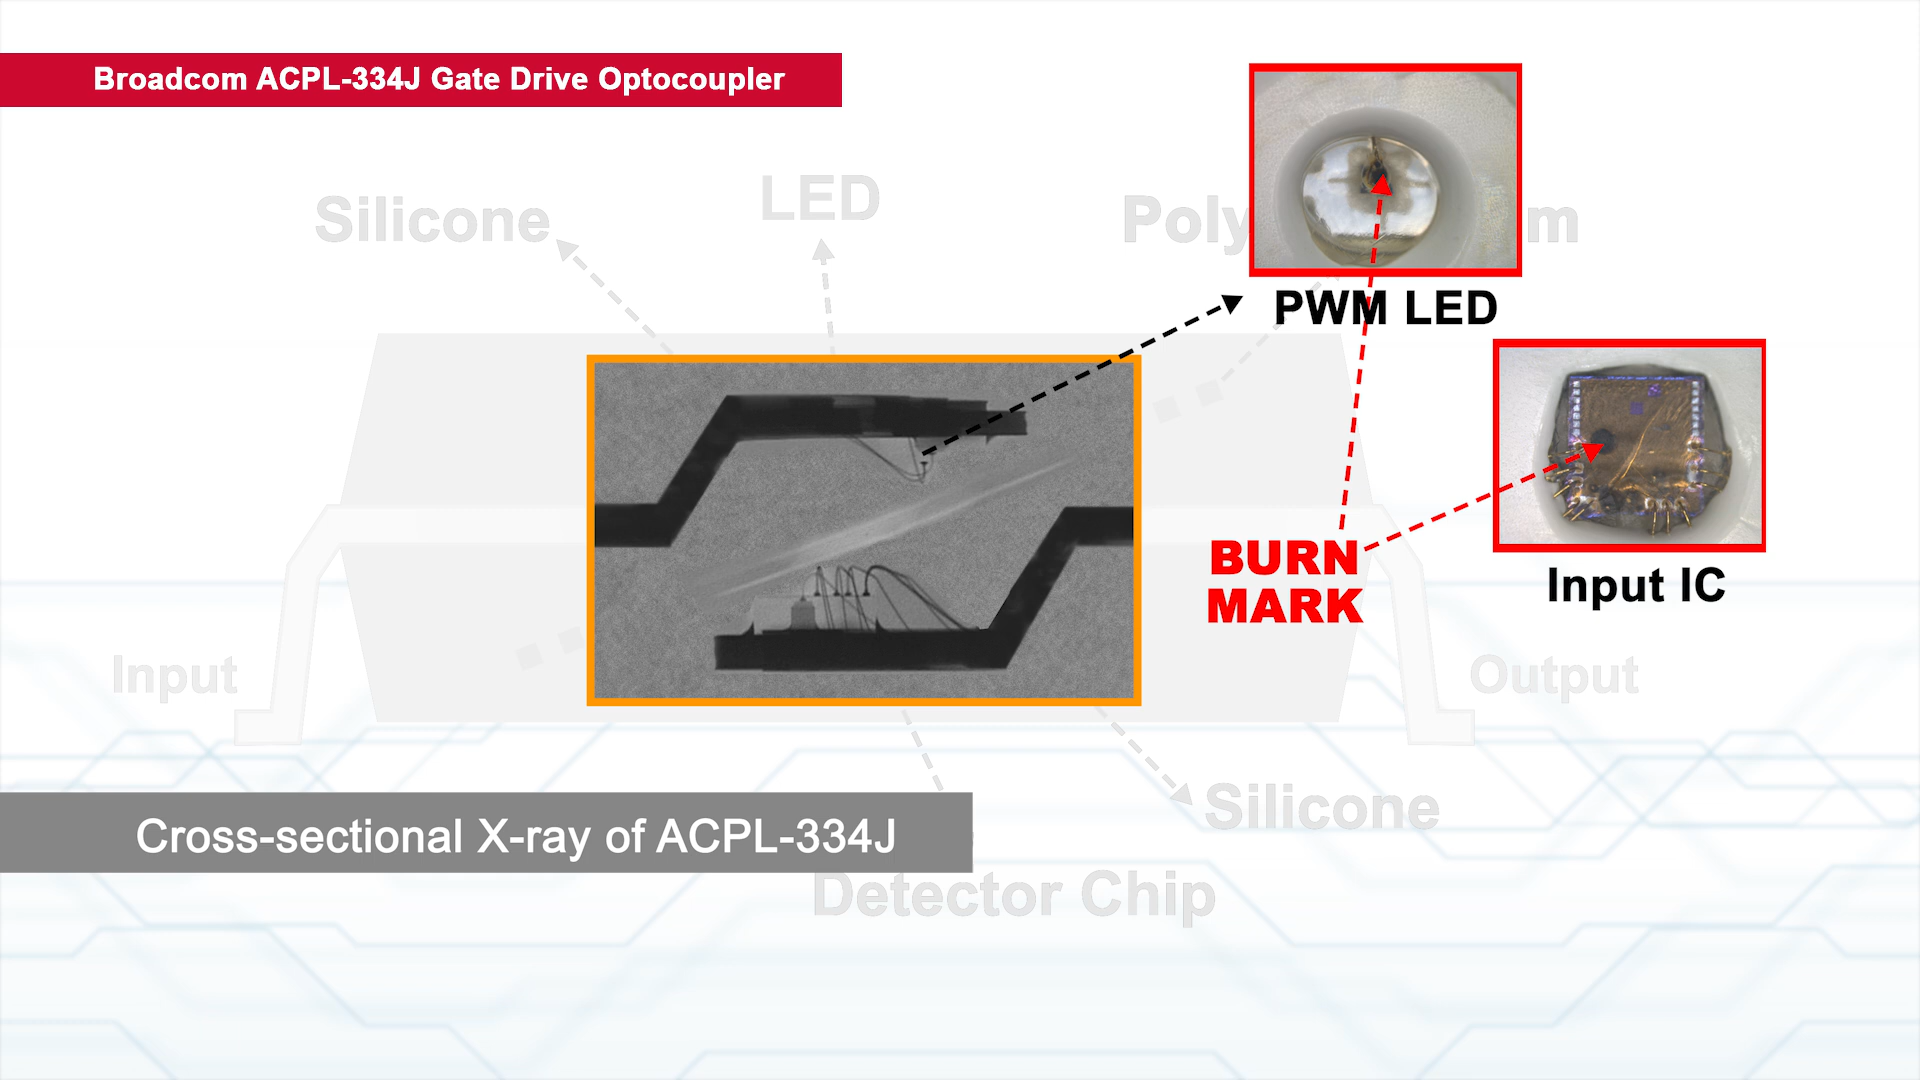 Broadcom ACPL-334J Gate Drive Optocoupler
Silicone
LED
Poly
m
PWM LED
BURN
MARK
Input IC
Input
Output
Silicone
Cross-sectional X-ray of ACPL-334J
Detector Chip